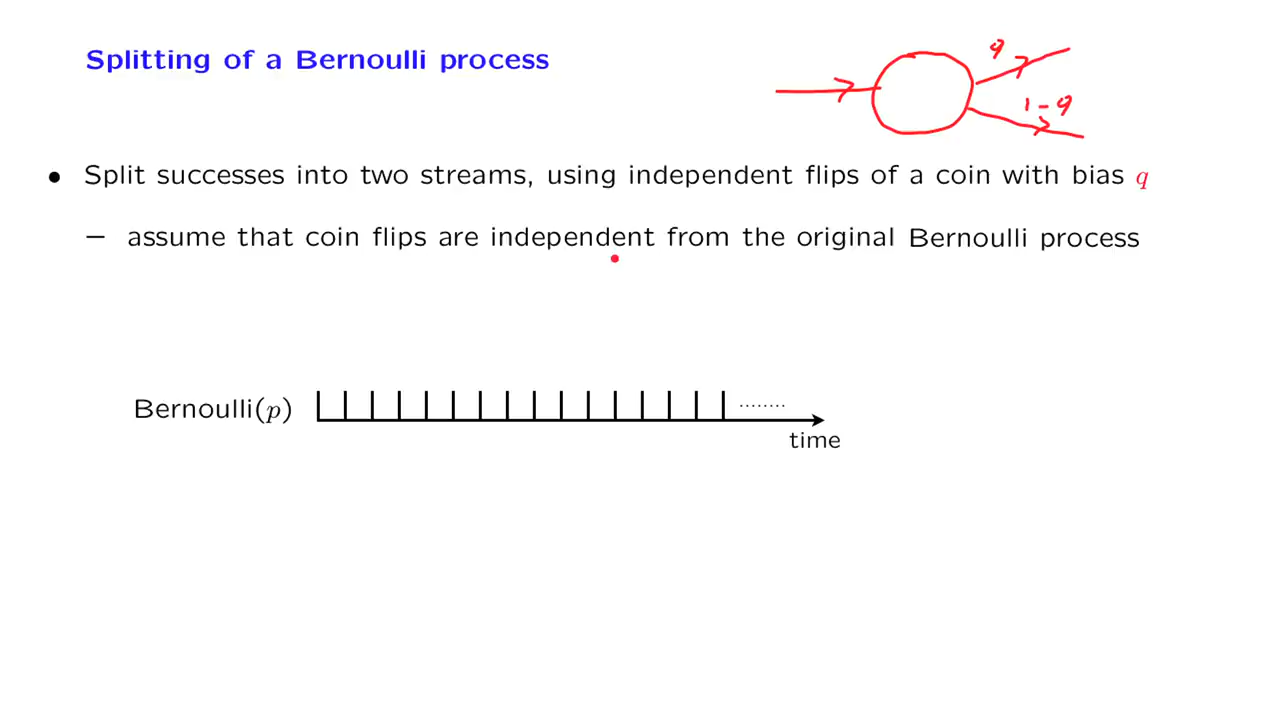 Splitting of a Bernoulli process
q
1-q
• Split successes into two streams, using independent flips of a coin with bias q
– assume that coin flips are independent from the original Bernoulli process
Bernoulli(p)
........
time